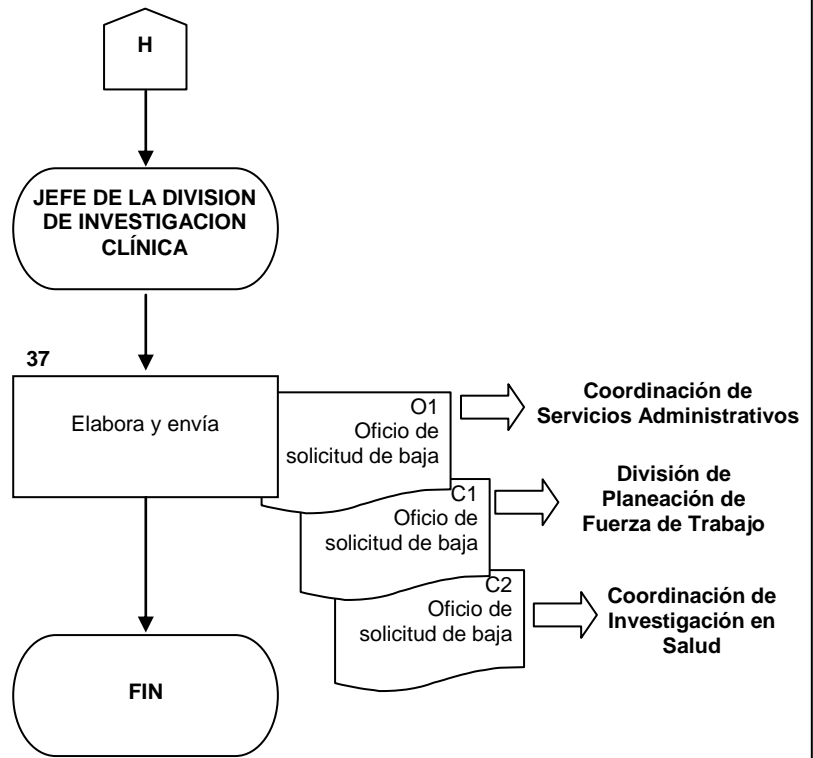 H
JEFE DE LA DIVISION
DE INVESTIGACION
CLÍNICA
37
Elabora y envía
O1
Oficio de
solicitud de baja
Coordinación de
Servicios Administrativos
C1
Oficio de
solicitud de baja
División de
Planeación de
Fuerza de Trabajo
C2
Oficio de
solicitud de baja
Coordinación de
Investigación en
Salud
FIN